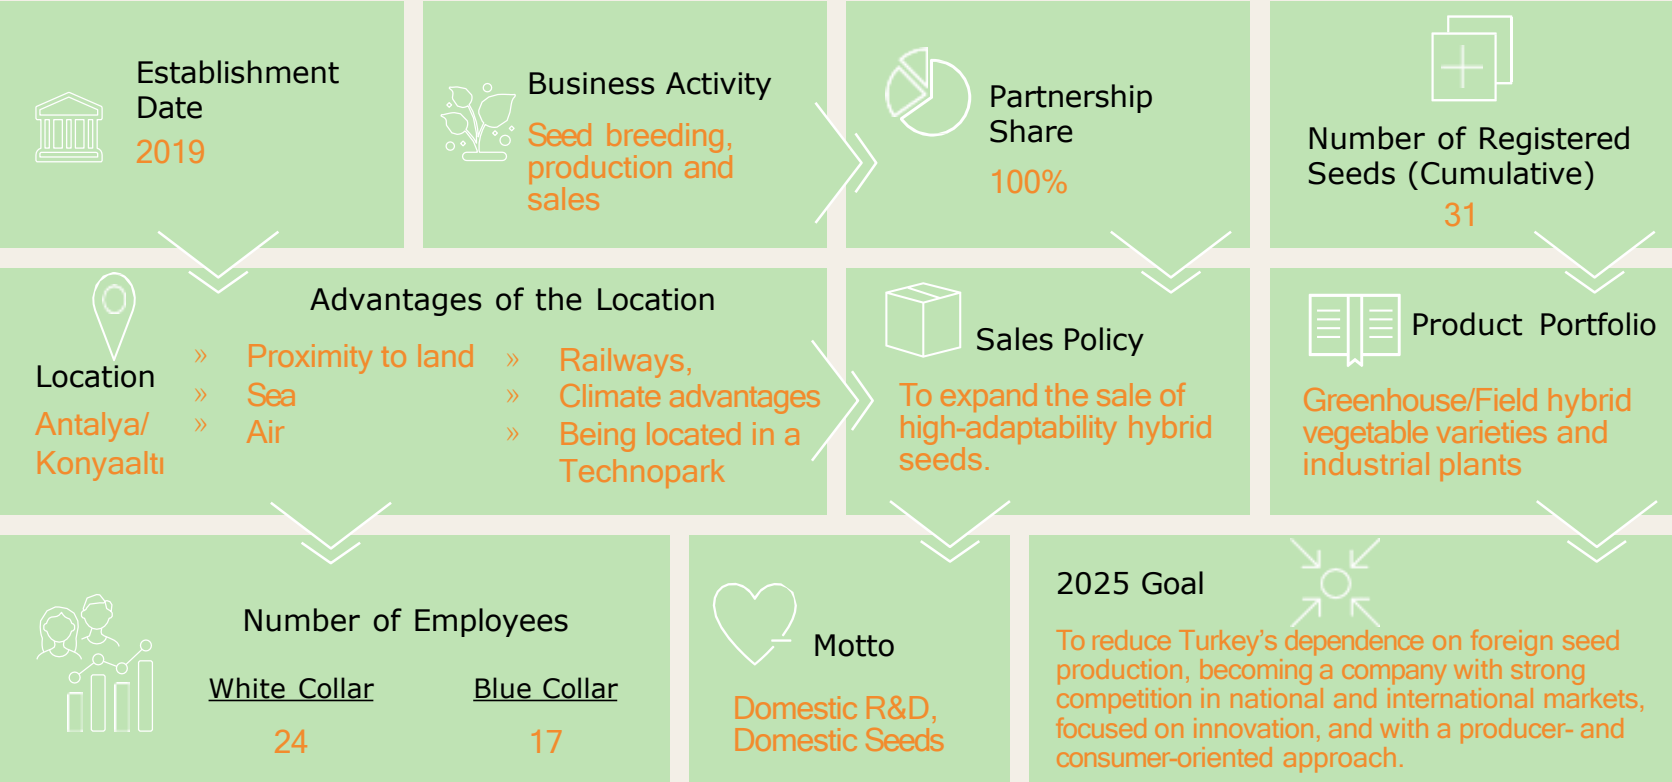 Establishment
Date
2019
Business Activity
Seed breeding,
production and
sales
Partnership
Share
100%
Number of Registered
Seeds (Cumulative)
31
Location
Antalya/
Konyaaltı
Advantages of the Location
» Proximity to land
» Sea
» Air
» Railways,
» Climate advantages
» Being located in a
Technopark
Sales Policy
To expand the sale of
high-adaptability hybrid
seeds.
Product Portfolio
Greenhouse/Field hybrid
vegetable varieties and
industrial plants
Number of Employees
White Collar
24
Blue Collar
17
Motto
Domestic R&D,
Domestic Seeds
2025 Goal
To reduce Turkey’s dependence on foreign seed
production, becoming a company with strong
competition in national and international markets,
focused on innovation, and with a producer- and
consumer-oriented approach.